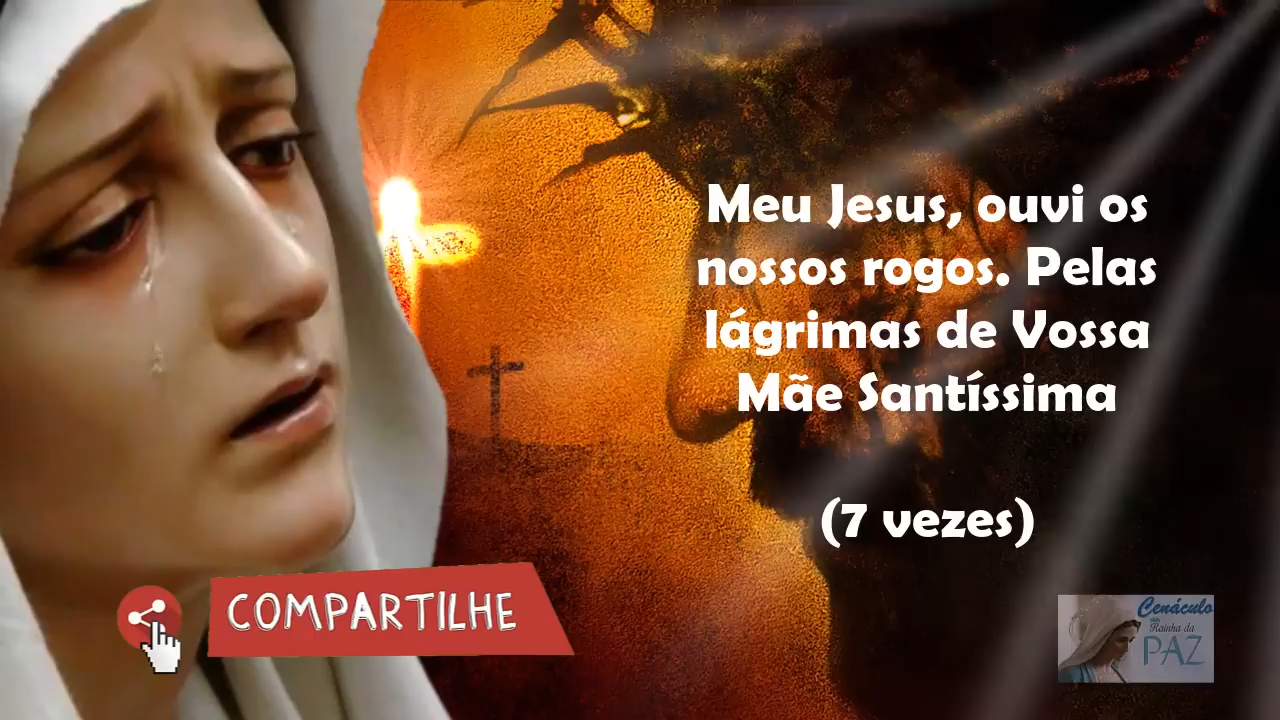 Meu Jesus, ouvi os
nossos rogos. Pelas
lágrimas de Vossa
Mãe Santíssima
(7 vezes)
COMPARTILHE
Cenáculo
Rainha da
PAZ